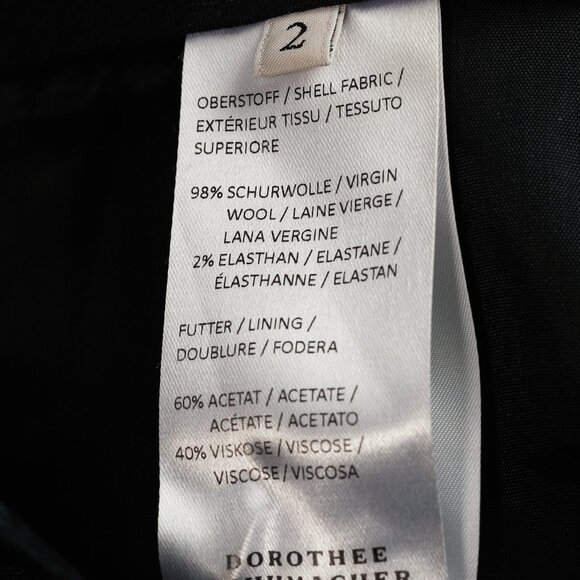 2
OBERSTOFF / SHELL FABRIC /
EXTÉRIEUR TISSU / TESSUTO
SUPERIORE
98% SCHURWOLLE / VIRGIN
WOOL / LAINE VIERGE /
LANA VERGINE
2% ELASTHAN / ELASTANE /
ÉLASTHANNE / ELASTAN
FUTTER / LINING /
DOUBLURE / FODERA
60% ACETAT / ACETATE /
ACÉTATE / ACETATO
40% VISKOSE / VISCOSE /
VISCOSE / VISCOSA
DOROTHEE